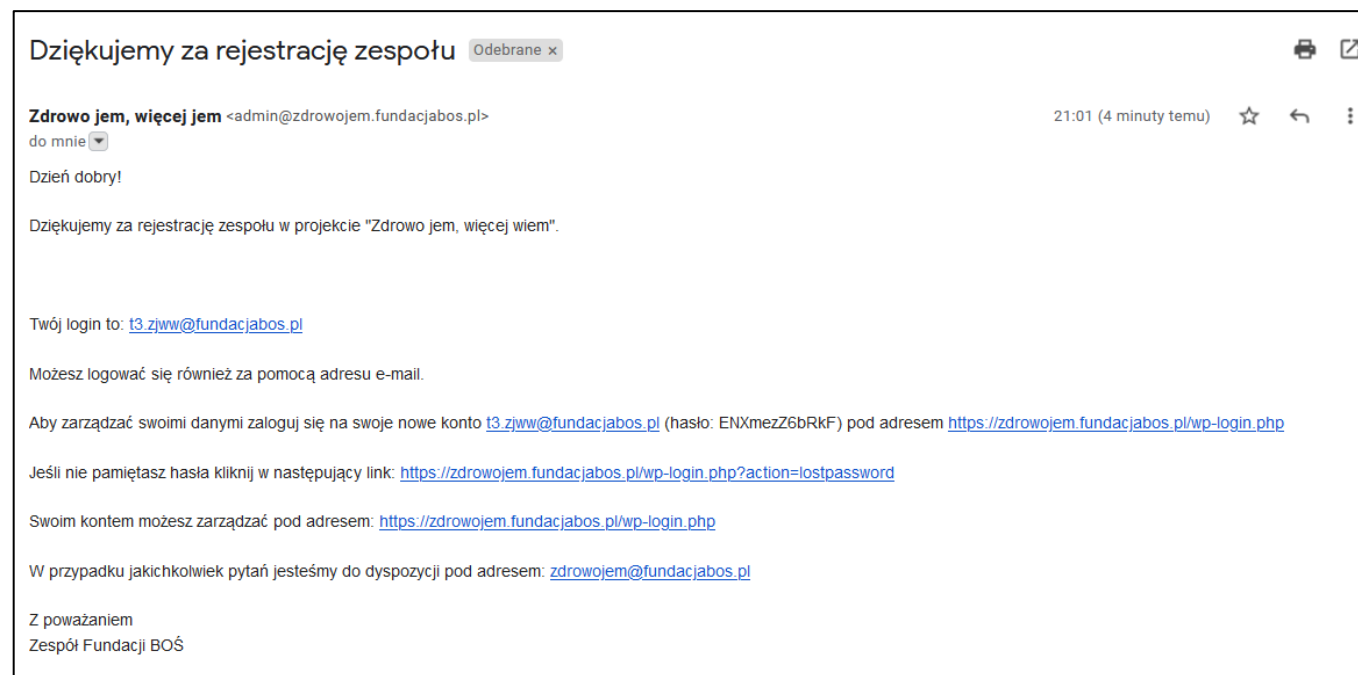 Dziękujemy za rejestrację zespołu Odebrane x
Zdrowo jem, więcej jem <admin@zdrowojem.fundacjabos.pl> 21:01 (4 minuty temu)
do mnie
Dzień dobry!
Dziękujemy za rejestrację zespołu w projekcie "Zdrowo jem, więcej wiem".
Twój login to: t3.zjww@fundacjabos.pl
Możesz logować się również za pomocą adresu e-mail.
Aby zarządzać swoimi danymi zaloguj się na swoje nowe konto t3.zjww@fundacjabos.pl (hasło: ENXmezZ6bRkF) pod adresem https://zdrowojem.fundacjabos.pl/wp-login.php
Jeśli nie pamiętasz hasła kliknij w następujący link: https://zdrowojem.fundacjabos.pl/wp-login.php?action=lostpassword
Swoim kontem możesz zarządzać pod adresem: https://zdrowojem.fundacjabos.pl/wp-login.php
W przypadku jakichkolwiek pytań jesteśmy do dyspozycji pod adresem: zdrowojem@fundacjabos.pl
Z poważaniem
Zespół Fundacji BOŚ